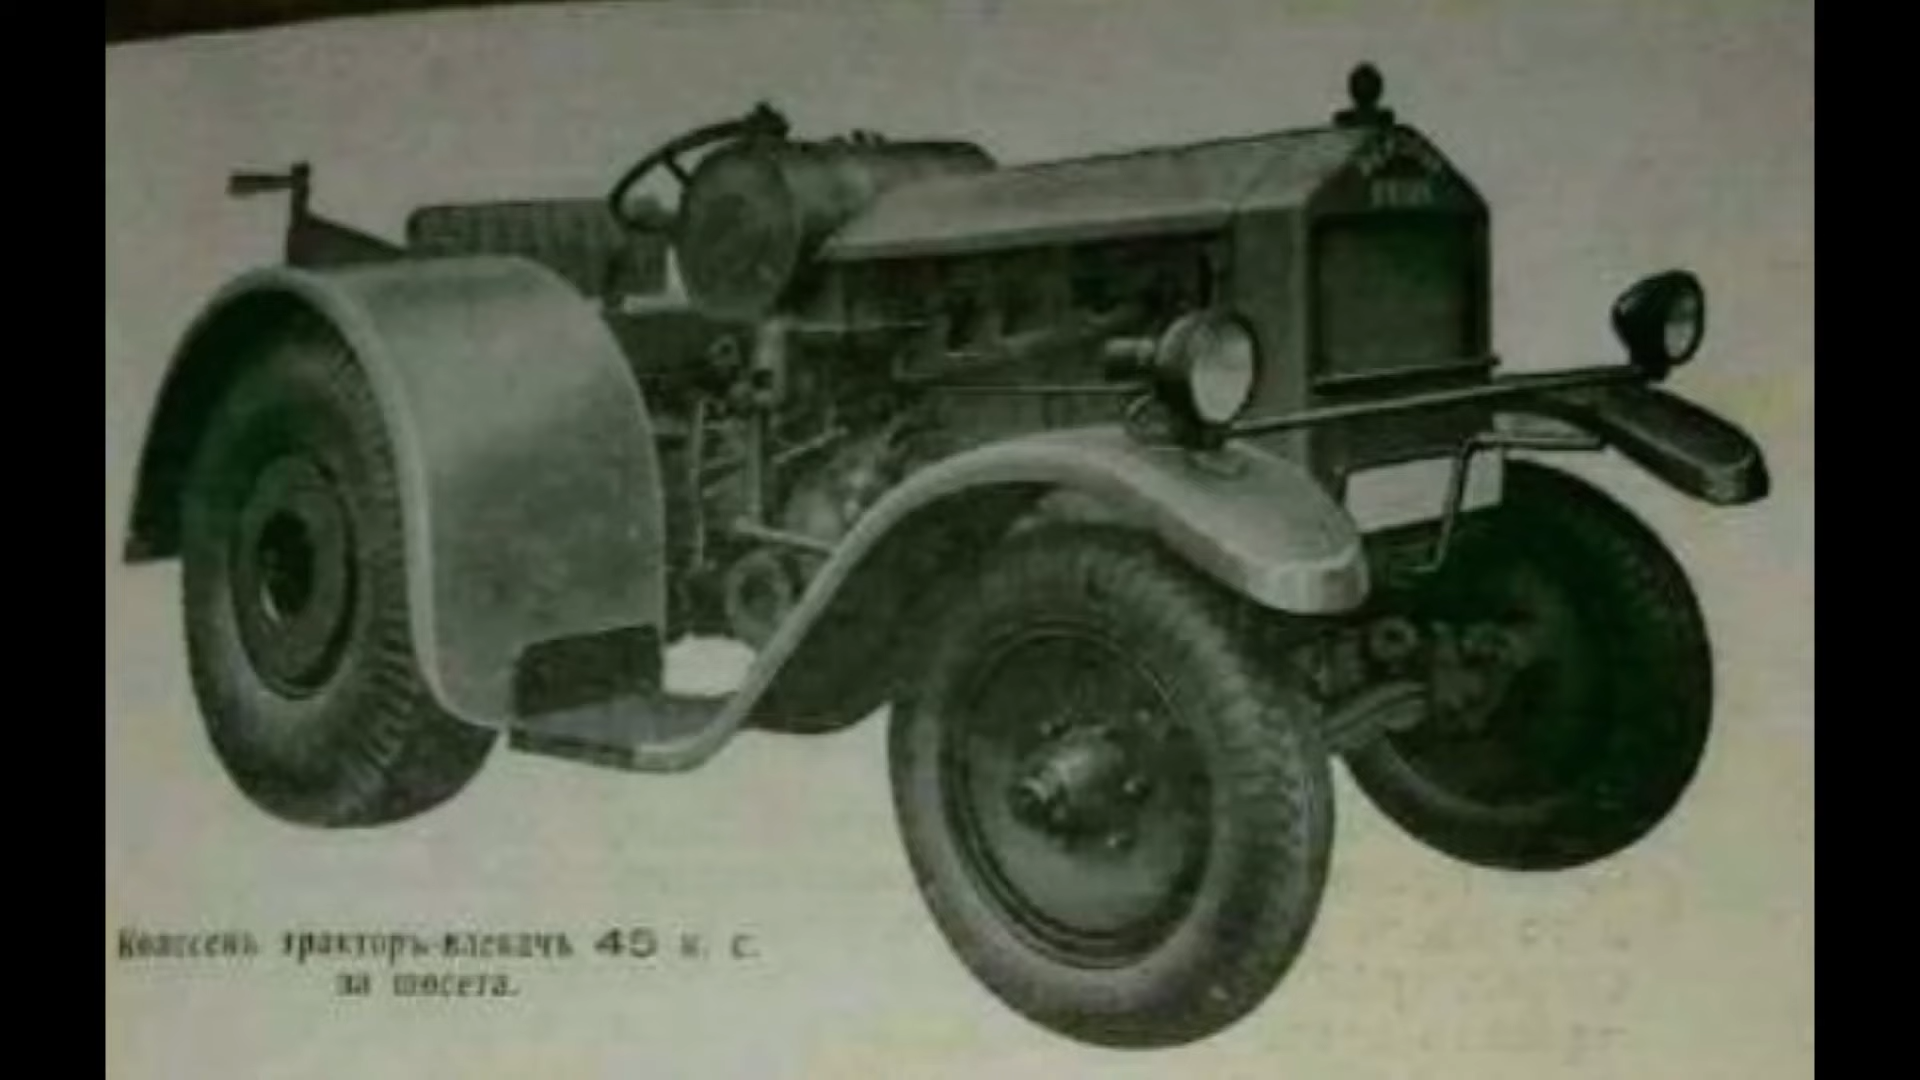 Колесенъ тракторъ-влекачъ 45 к. с.
за шосета.